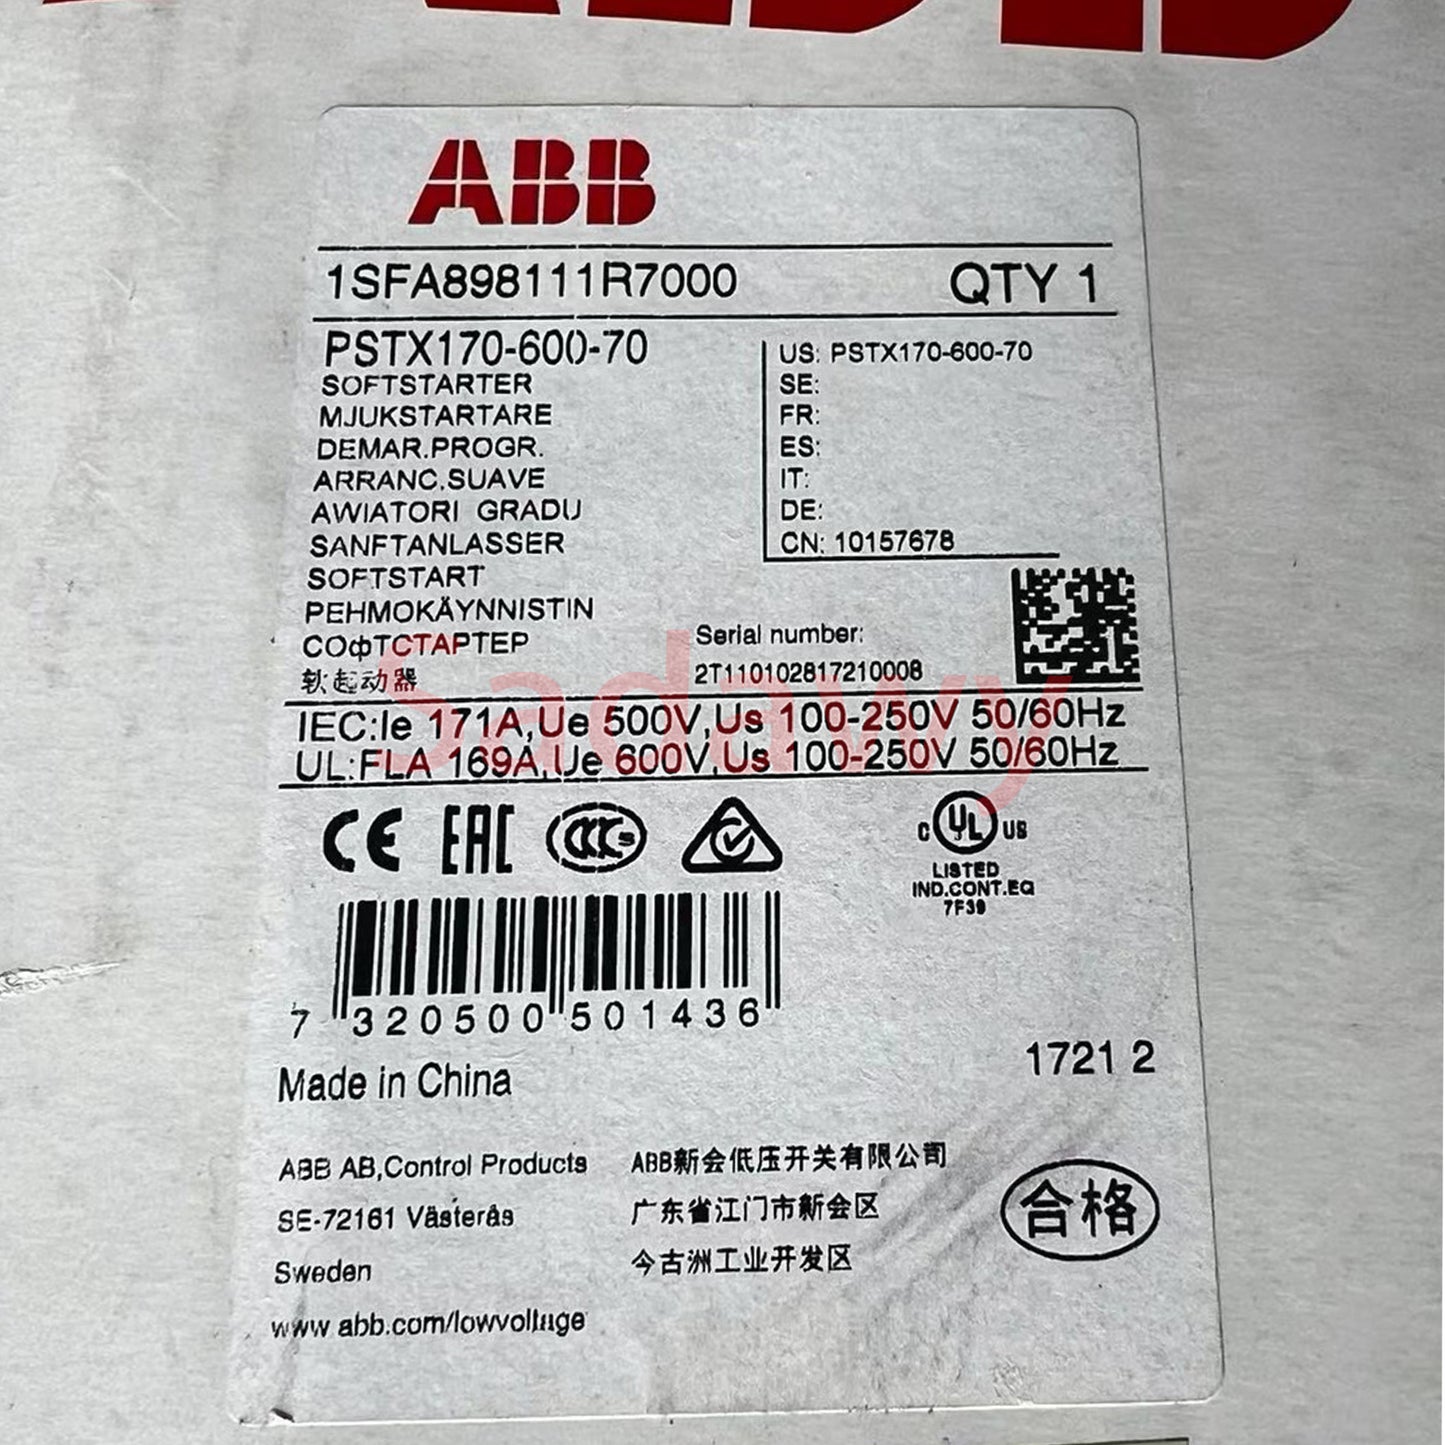 ABB
1SFA898111R7000 QTY 1
PSTX170-600-70
SOFTSTARTER
MJUKSTARTARE
DEMAR.PROGR.
ARRANC.SUAVE
AWIATORI GRADU
SANFTANLASSER
SOFTSTART
PEHMOKÄYNNISTIN
СОфТСТАРТЕР
软起动器
US: PSTX170-600-70
SE:
FR:
ES:
IT:
DE:
CN: 10157678
Serial number:
2T110102817210008
Sadawy
IEC:Ie 171A,Ue 500V,Us 100-250V 50/60Hz
UL:FLA 169A,Ue 600V,Us 100-250V 50/60Hz
CE EAC CCC S
C UL US
LISTED
IND.CONT.EQ
7F39
7 320500 501436
Made in China
1721 2
ABB AB,Control Products
SE-72161 Västerås
Sweden
www abb.com/lowvoltage
ABB新会低压开关有限公司
广东省江门市新会区
今古洲工业开发区
合格